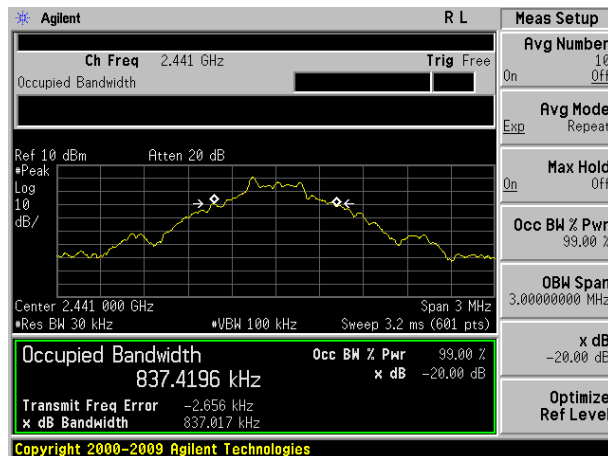 Agilent
R L
Ch Freq 2.441 GHz
Trig Free
Occupied Bandwidth
Ref 10 dBm
Atten 20 dB
#Peak
Log
10
dB/
Center 2.441 000 GHz
Span 3 MHz
#Res BW 30 kHz
#VBW 100 kHz
Sweep 3.2 ms (601 pts)
Occupied Bandwidth
837.4196 kHz
Occ BW % Pwr 99.00 %
x dB -20.00 dB
Transmit Freq Error -2.656 kHz
x dB Bandwidth 837.017 kHz
Copyright 2000-2009 Agilent Technologies
Meas Setup
Avg Number
10
On Off
Avg Mode
Exp Repeat
Max Hold
On Off
Occ BW % Pwr
99.00 %
OBW Span
3.00000000 MHz
x dB
-20.00 dB
Optimize
Ref Level